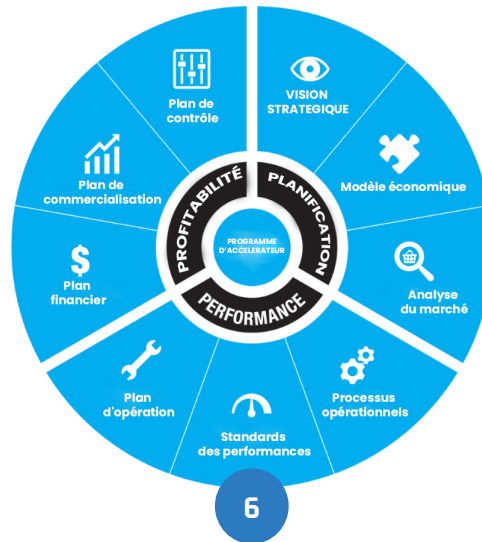 VISION
STRATEGIQUE
Modèle économique
Analyse
du marché
Processus
opérationnels
Standards
des performances
Plan
d'opération
$
Plan
financier
Plan de
commercialisation
Plan de
contrôle
PLANIFICATION
PERFORMANCE
PROFITABILITÉ
PROGRAMME
D'ACCELERATEUR
6